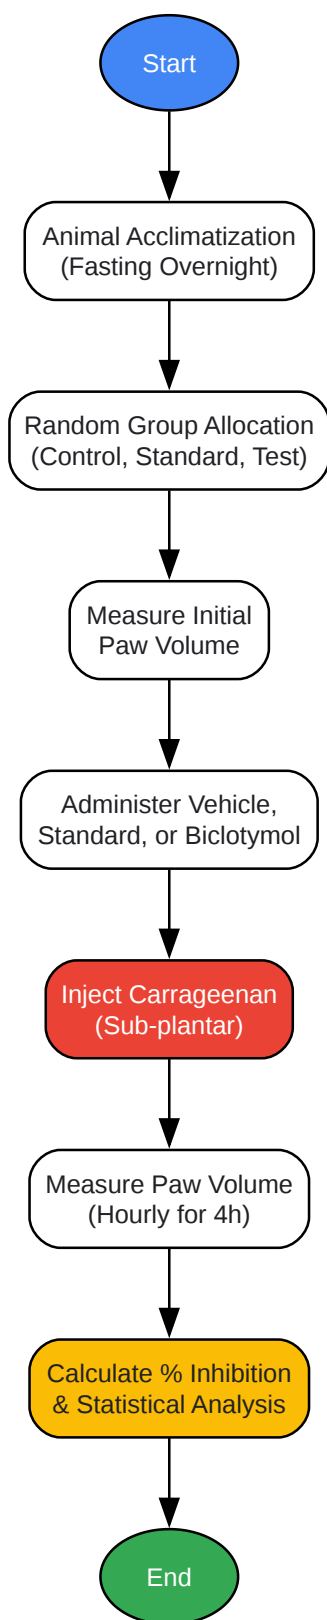 Start
Animal Acclimatization
(Fasting Overnight)
Random Group Allocation
(Control, Standard, Test)
Measure Initial
Paw Volume
Administer Vehicle,
Standard, or Biclotymol
Inject Carrageenan
(Sub-plantar)
Measure Paw Volume
(Hourly for 4h)
Calculate % Inhibition
& Statistical Analysis
End